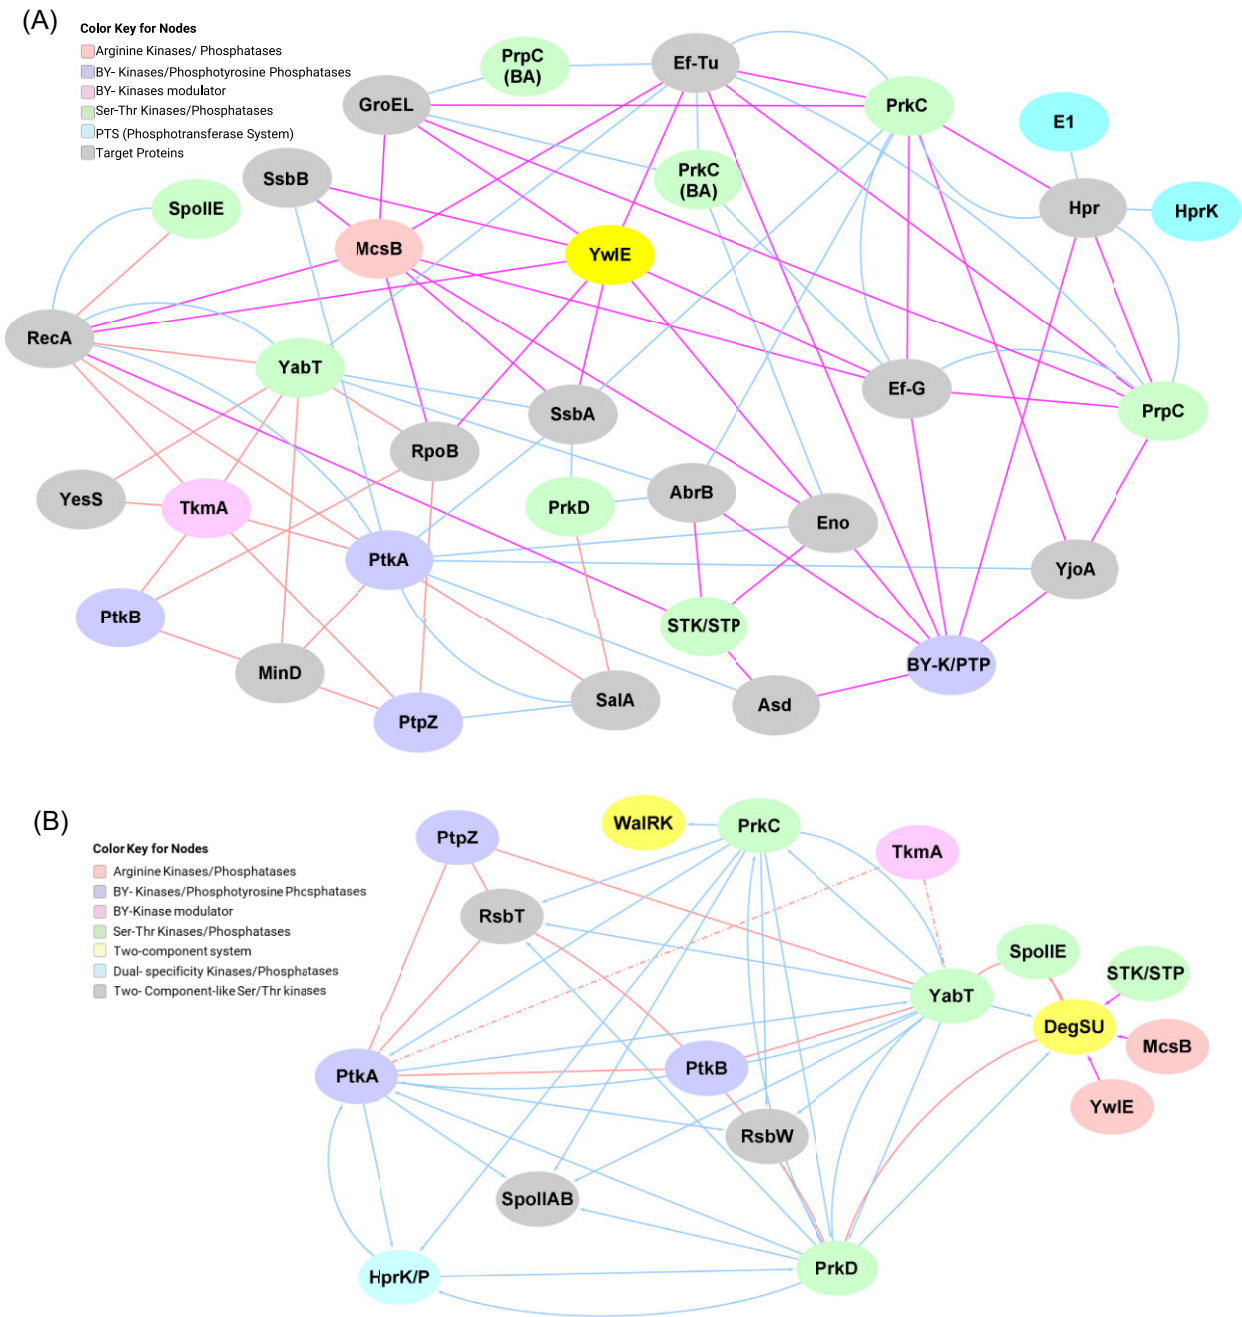 (A)
Color Key for Nodes
Arginine Kinases/ Phosphatases
BY- Kinases/Phosphotyrosine Phosphatases
BY- Kinases modulator
Ser-Thr Kinases/Phosphatases
PTS (Phosphotransferase System)
Target Proteins
PrpC
(BA)
Ef-Tu
GroEL
PrkC
E1
PrkC
(BA)
SsbB
SpoIIE
Hpr
HprK
McsB
YwlE
RecA
YabT
Ef-G
PrpC
SsbA
RpoB
YesS
TkmA
PrkD
AbrB
Eno
PtkA
YjoA
PtkB
STK/STP
BY-K/PTP
MinD
SalA
Asd
PtpZ
(B)
Color Key for Nodes
Arginine Kinases/Phosphatases
BY- Kinases/Phosphotyrosine Phosphatases
BY-Kinase modulator
Ser-Thr Kinases/Phosphatases
Two-component system
Dual- specificity Kinases/Phosphatases
Two- Component-like Ser/Thr kinases
PtpZ
WalRK
PrkC
TkmA
RsbT
SpoIIE
STK/STP
YabT
DegSU
McsB
PtkA
PtkB
YwlE
RsbW
SpoIIAB
HprK/P
PrkD